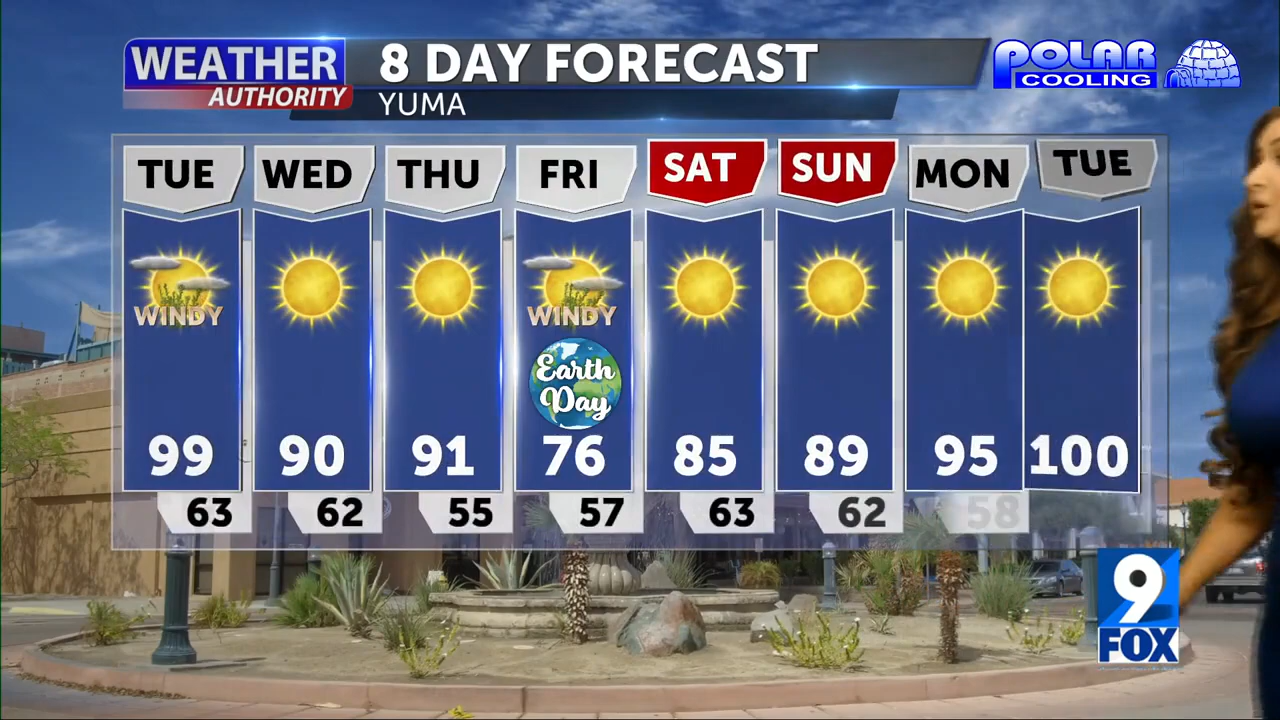 WEATHER
AUTHORITY
8 DAY FORECAST
YUMA
POLAR
COOLING
TUE WED THU FRI SAT SUN MON TUE
WINDY WINDY
Earth
Day
99 90 91 76 85 89 95 100
63 62 55 57 63 62 58
9
FOX